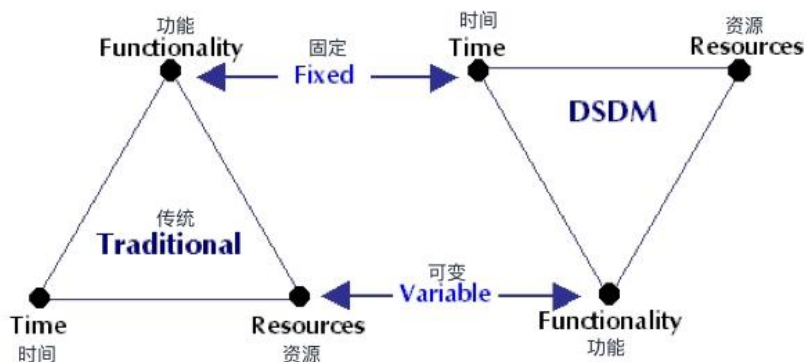 功能
Functionality
固定
Fixed
时间
Time
资源
Resources
DSDM
传统
Traditional
可变
Variable
Time
时间
Resources
资源
Functionality
功能